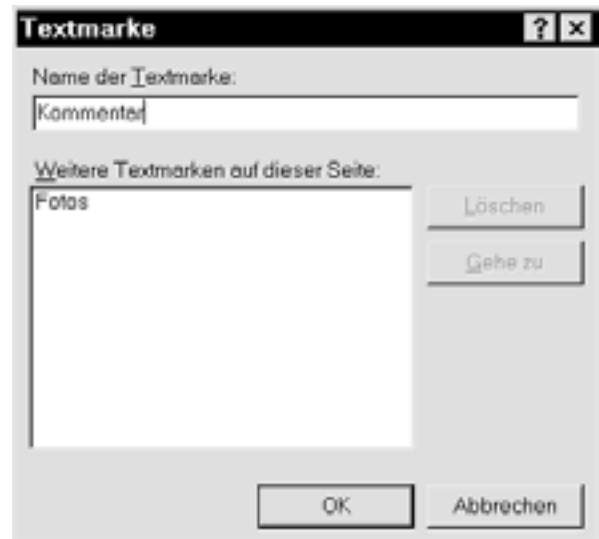 Textmarke
Name der Textmarke:
Kommentar
Weitere Textmarken auf dieser Seite:
Fotos
Löschen
Gehe zu
OK
Abbrechen